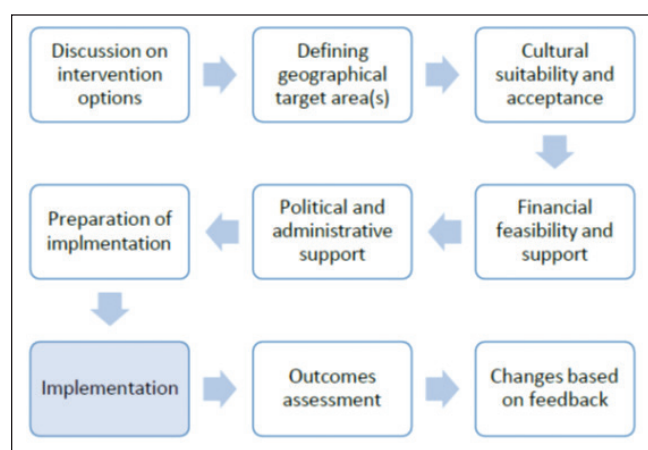 Discussion on
intervention
options
Defining
geographical
target area(s)
Cultural
suitability and
acceptance
Financial
feasibility and
support
Political and
administrative
support
Preparation of
implmentation
Implementation
Outcomes
assessment
Changes based
on feedback